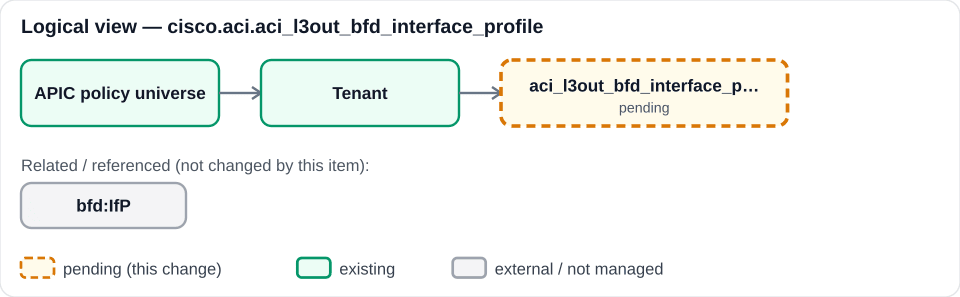 Logical view — cisco.aci.aci_l3out_bfd_interface_profile
APIC policy universe
Tenant
aci_l3out_bfd_interface_p…
pending
Related / referenced (not changed by this item):
bfd:IfP
pending (this change)
existing
external / not managed